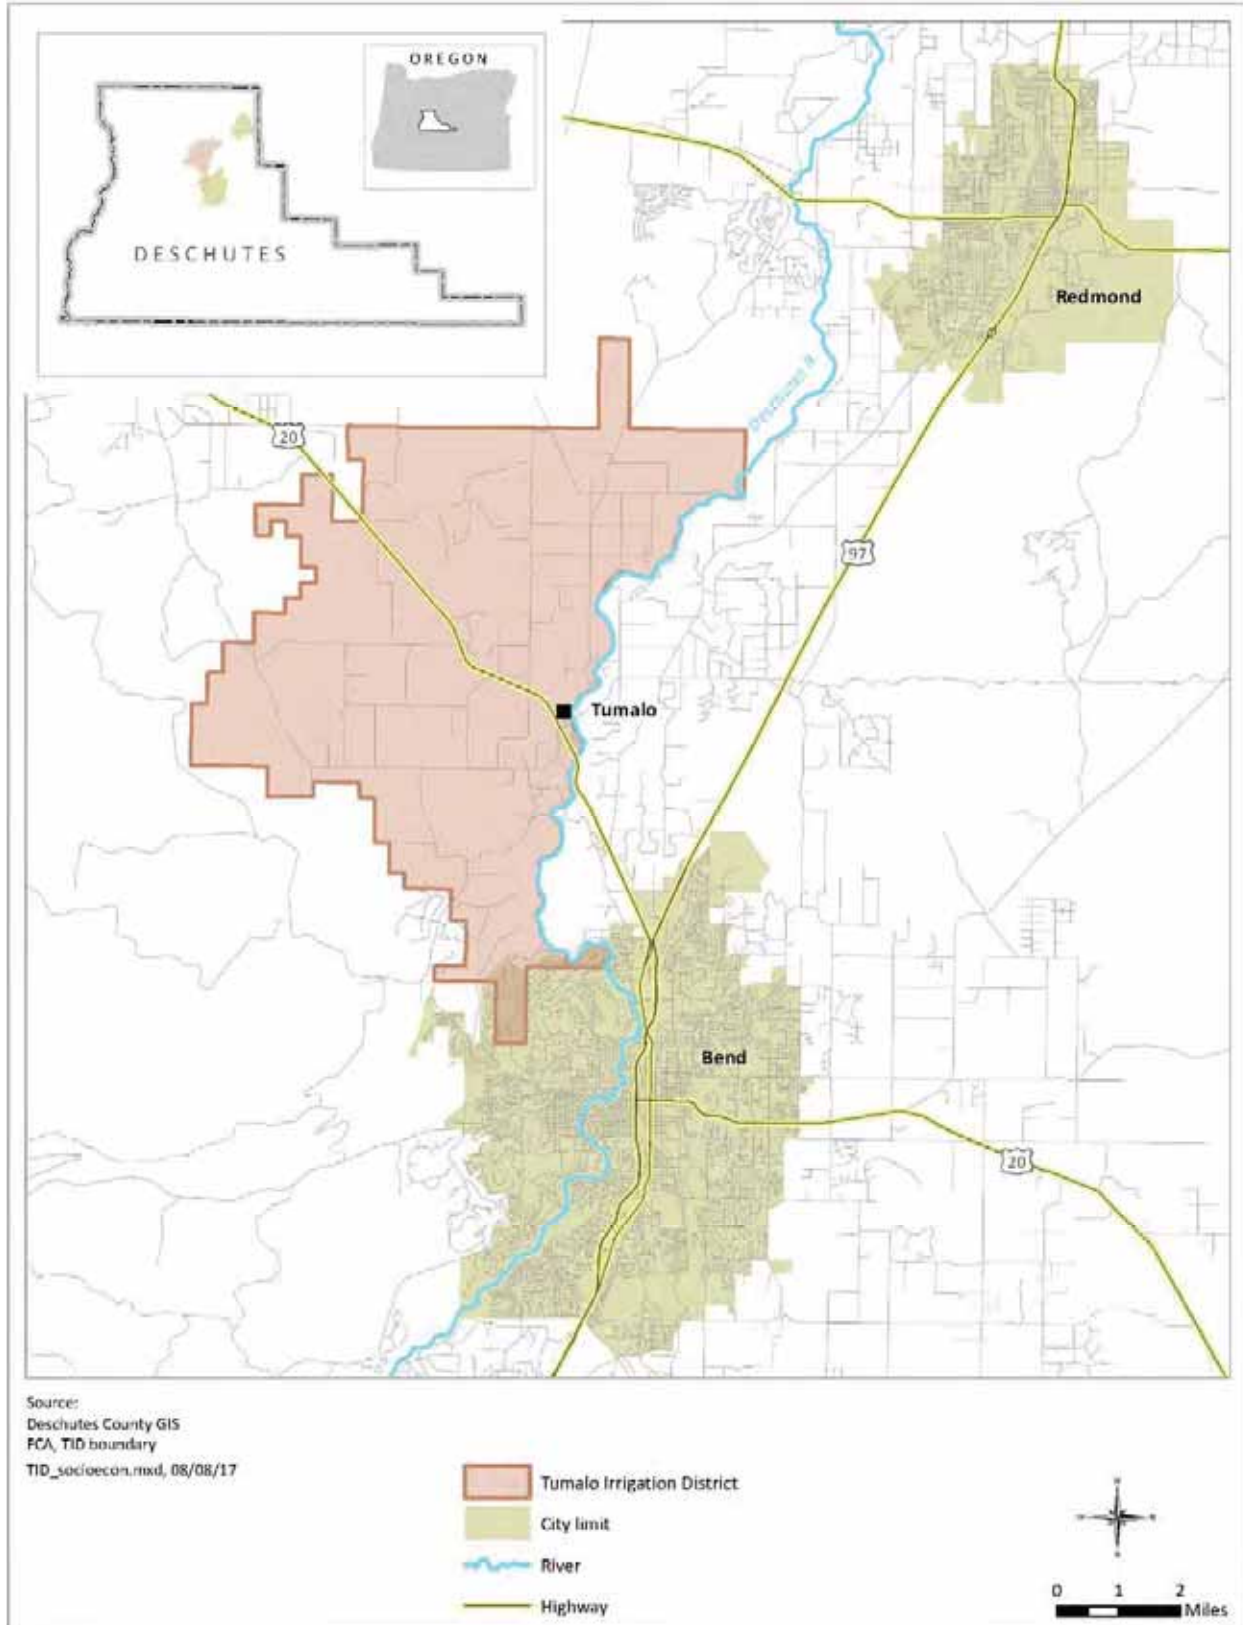 OREGON
DESCHUTES
Redmond
Deschutes R.
20
97
Tumalo
Bend
20
Source:
Deschutes County GIS
FCA, TID boundary
TID_socioecon.mxd, 08/08/17
Tumalo Irrigation District
City limit
River
Highway
0 1 2
Miles